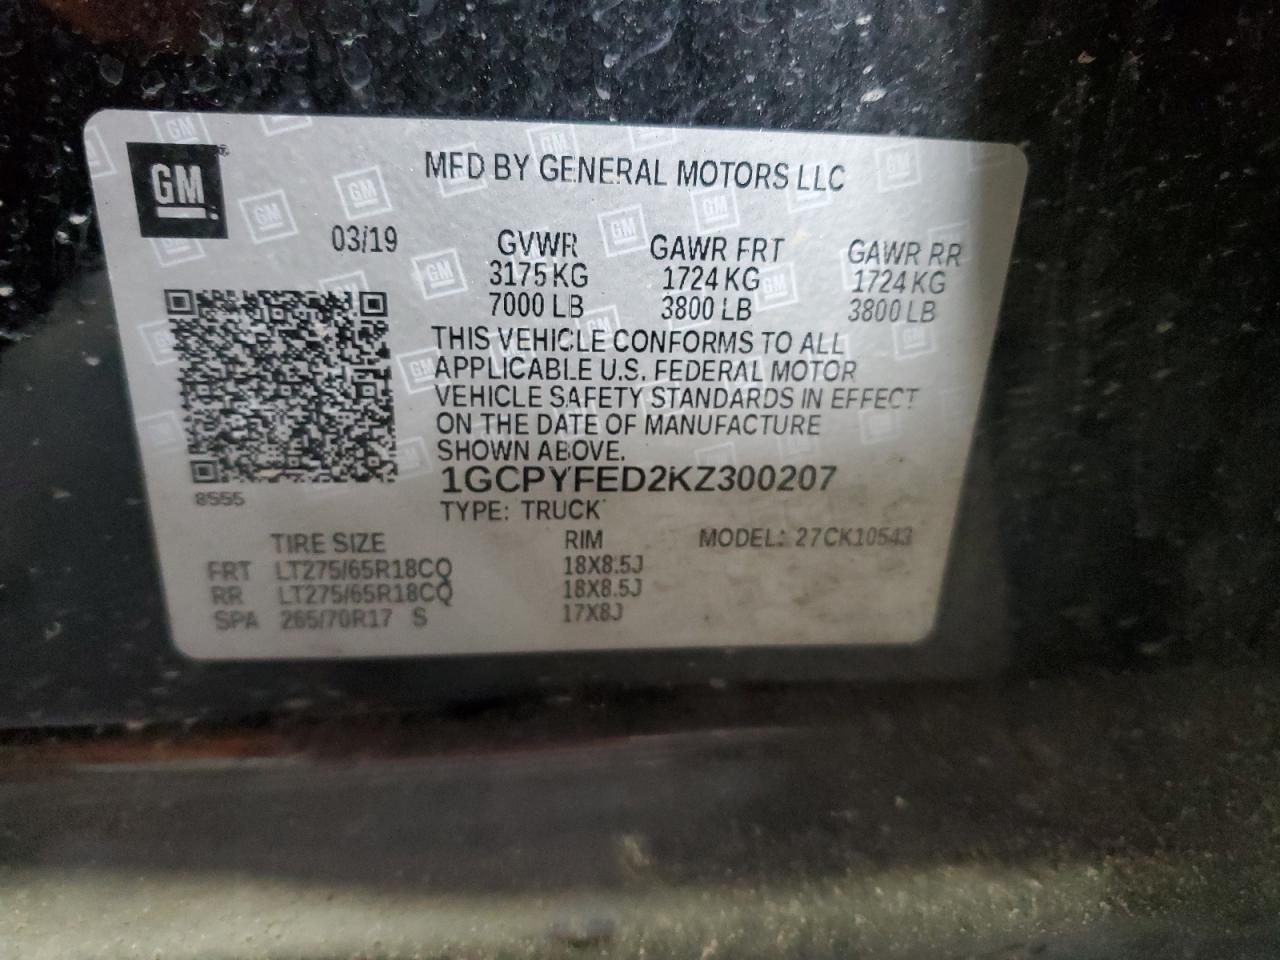 GM
MFD BY GENERAL MOTORS LLC
03/19
GVWR GAWR FRT GAWR RR
3175 KG 1724 KG 1724 KG
7000 LB 3800 LB 3800 LB
THIS VEHICLE CONFORMS TO ALL
APPLICABLE U.S. FEDERAL MOTOR
VEHICLE SAFETY STANDARDS IN EFFECT
ON THE DATE OF MANUFACTURE
SHOWN ABOVE.
1GCPYFED2KZ300207
8555
TYPE: TRUCK
TIRE SIZE RIM MODEL: 27CK10543
FRT LT275/65R18CQ 18X8.5J
RR LT275/65R18CQ 18X8.5J
SPA 265/70R17 S 17X8J